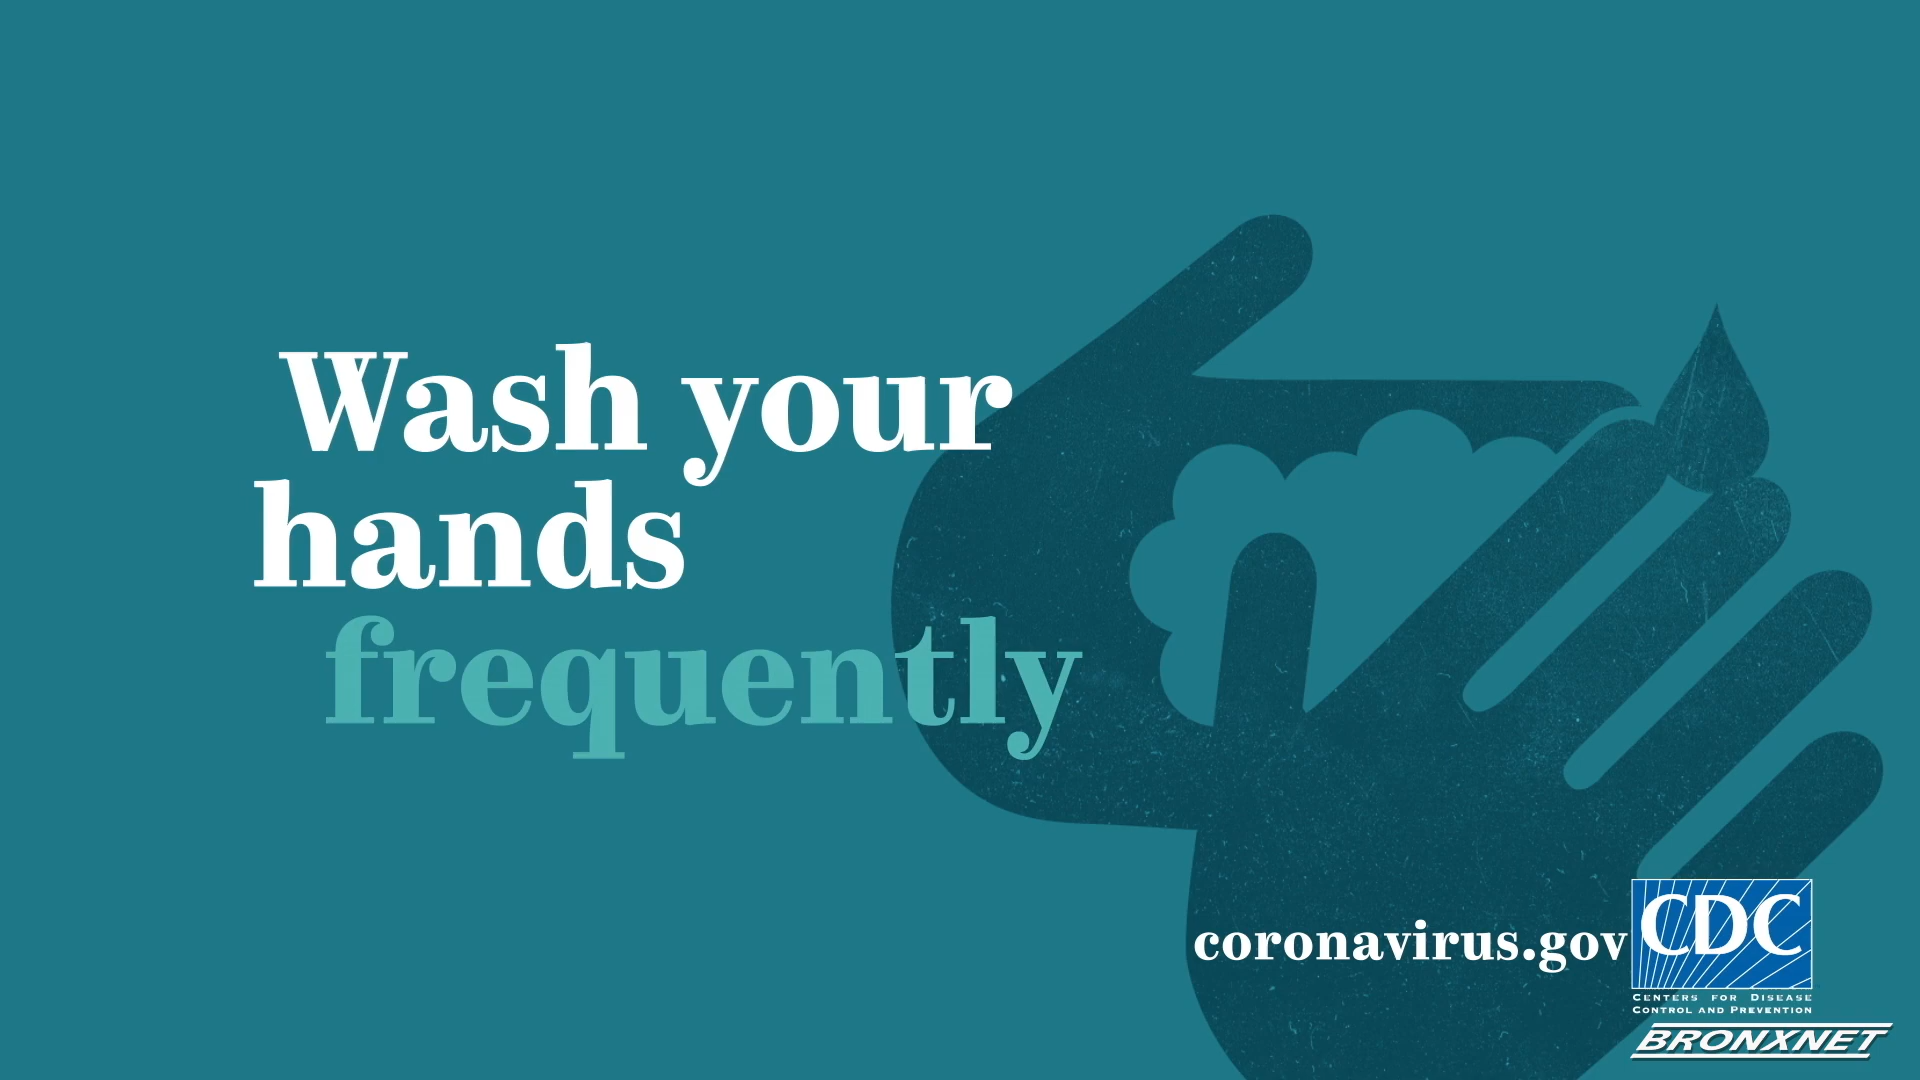 Wash your
hands
frequently
coronavirus.gov
CDC
CENTERS FOR DISEASE
CONTROL AND PREVENTION
BRONXNET